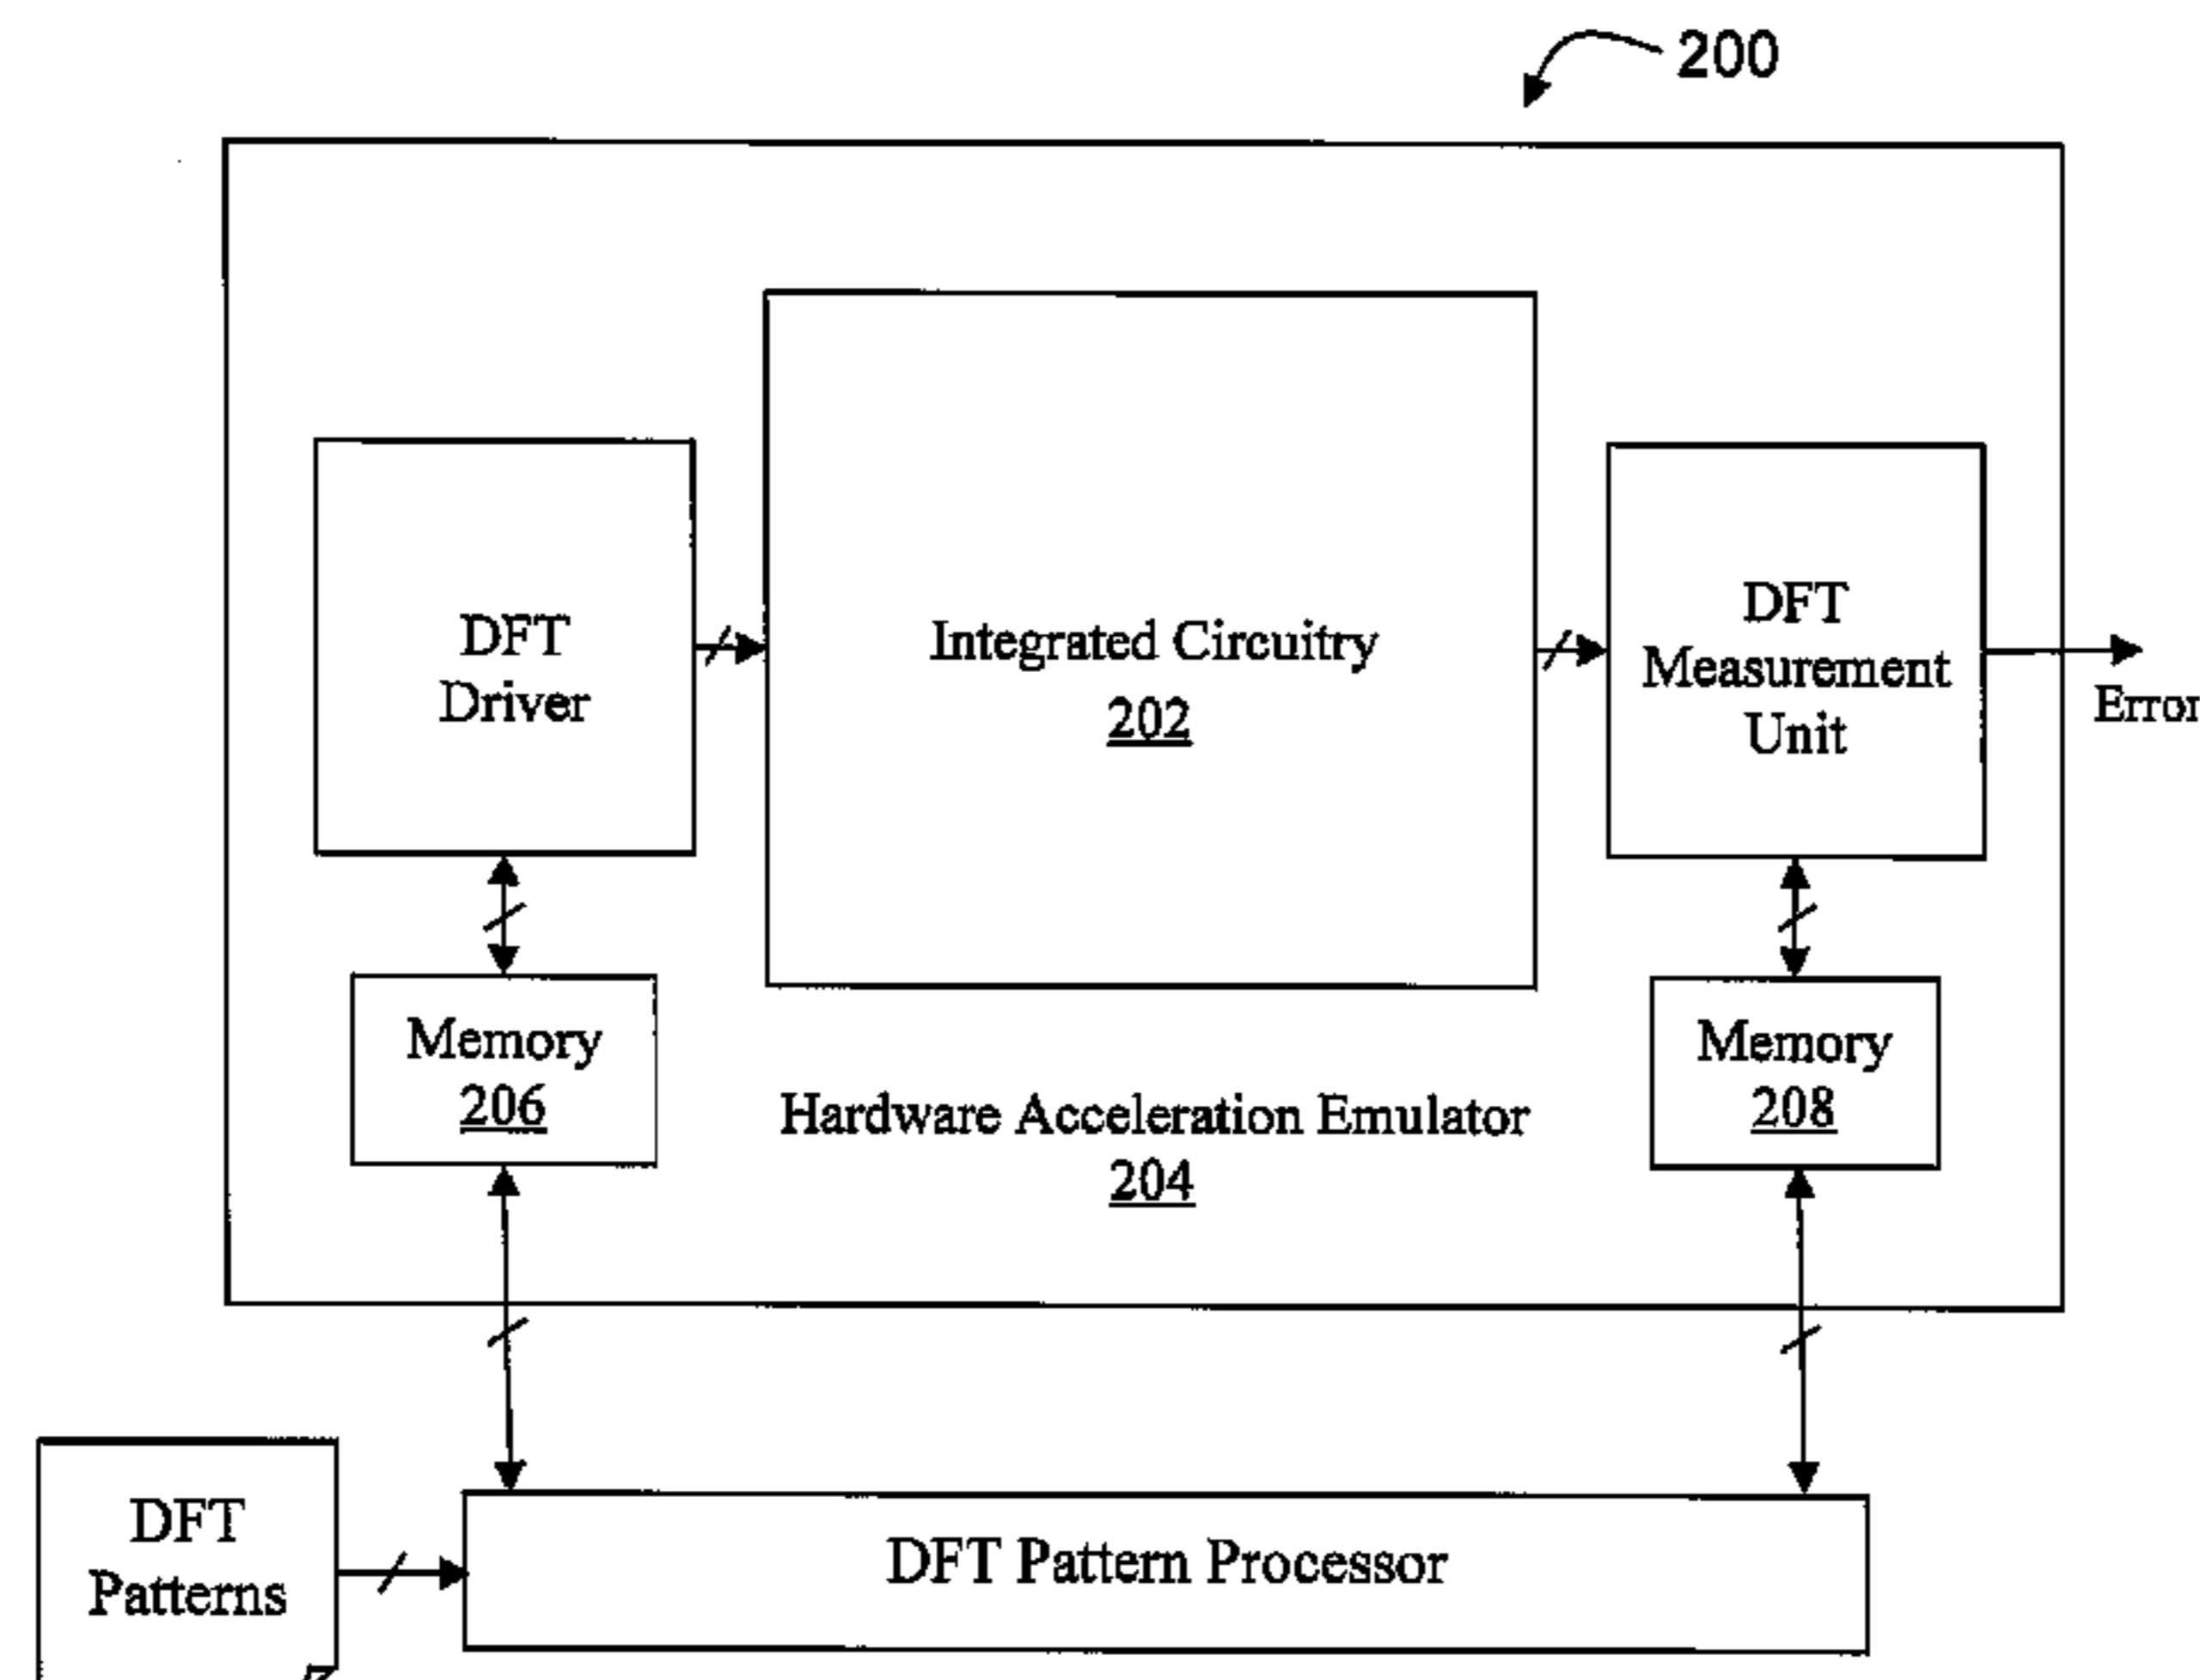 200
DFT
Driver
Integrated Circuitry
202
DFT
Measurement
Unit
Error
Memory
206
Hardware Acceleration Emulator
204
Memory
208
DFT
Patterns
DFT Pattern Processor